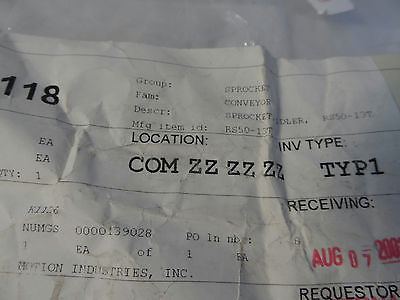 118
Group: SPROCKET
Fam: CONVEYOR
Descr: SPROCKET, IDLER, RS50-13T
Mfg item id: RS50-13T
EA LOCATION: INV TYPE:
EA COM ZZ ZZ ZZ TYP1
QTY: 1
RECEIVING:
NUMGS 0000139028 PO ln nbr: 8
1 EA of 1 EA
AUG 07
MOTION INDUSTRIES, INC.
REQUESTOR